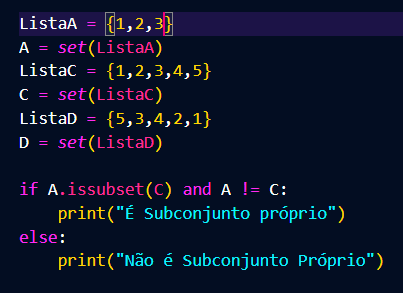 ListaA = {1,2,3}
A = set(ListaA)
ListaC = {1,2,3,4,5}
C = set(ListaC)
ListaD = {5,3,4,2,1}
D = set(ListaD)
if A.issubset(C) and A != C:
    print("É Subconjunto próprio")
else:
    print("Não é Subconjunto Próprio")